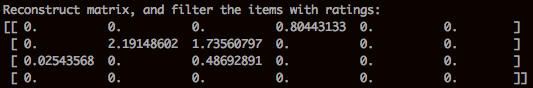 Reconstruct matrix, and filter the items with ratings:
[[ 0. 0. 0. 0.80443133 0. 0. ]
[ 0. 2.19148602 1.73560797 0. 0. 0. ]
[ 0.02543568 0. 0.48692891 0. 0. 0. ]
[ 0. 0. 0. 0. 0. 0. ]]